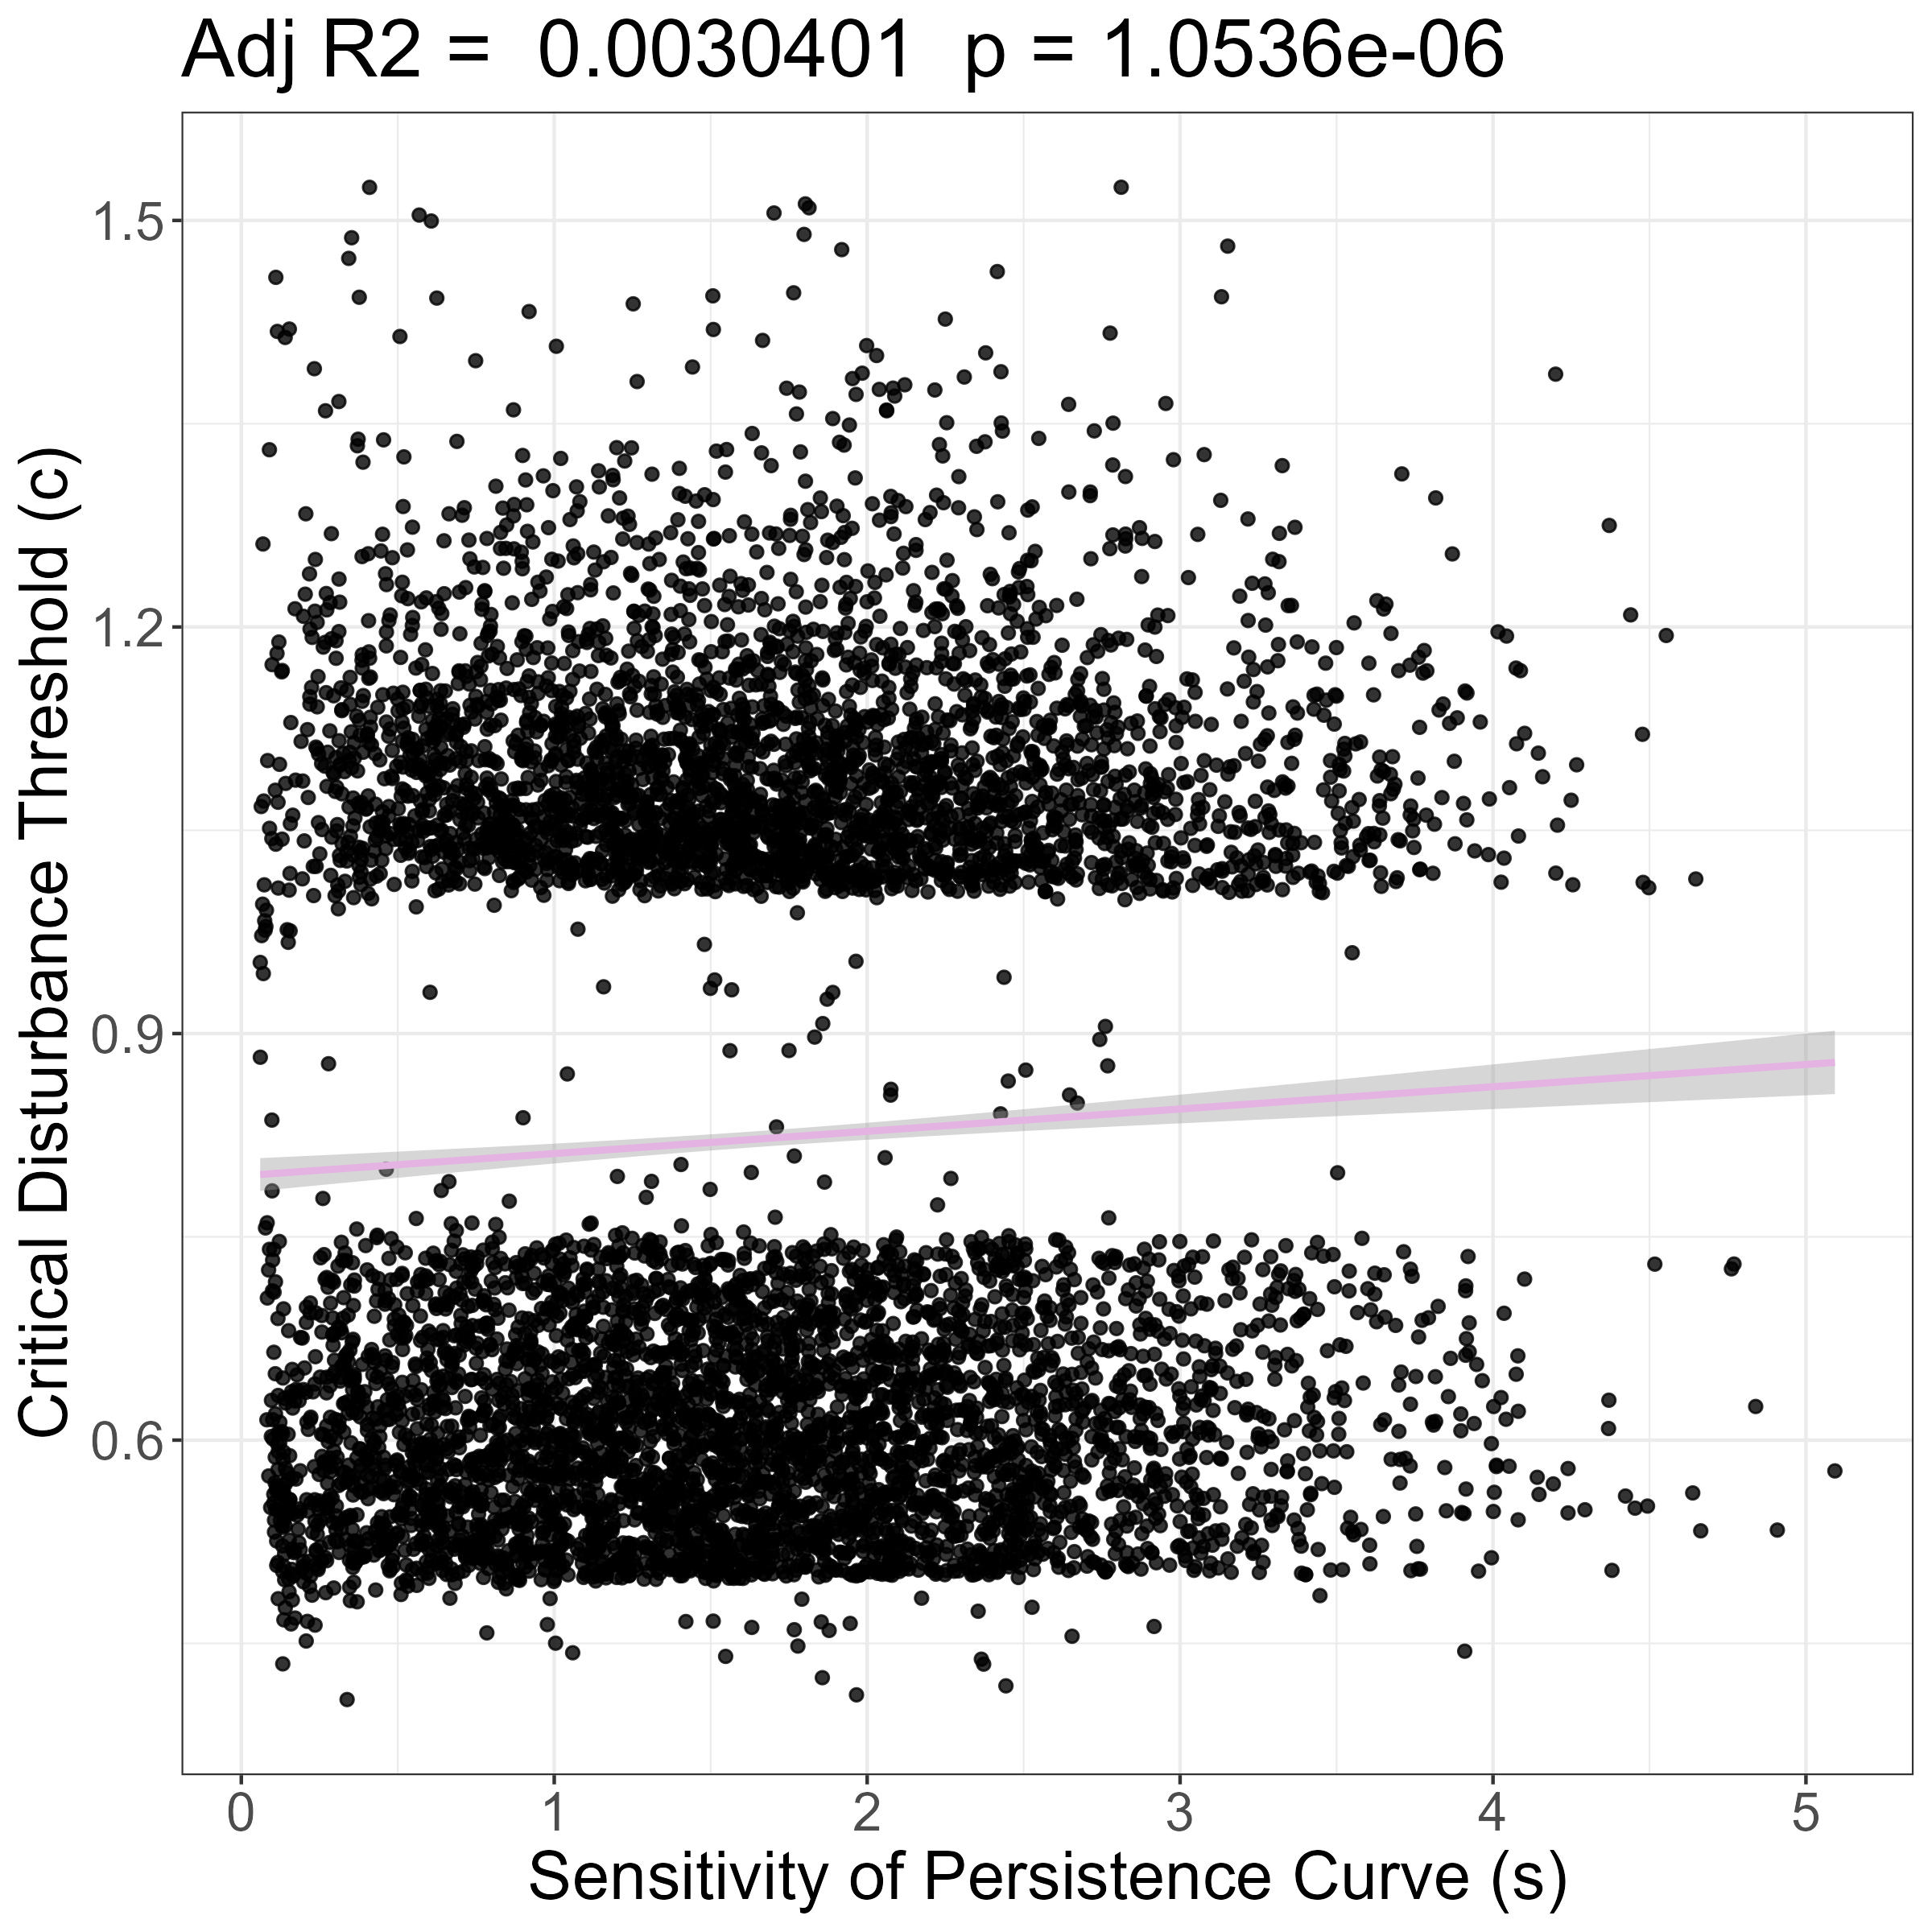 Adj R2 =  0.0030401  p = 1.0536e-06
Critical Disturbance Threshold (c)
1.5
1.2
0.9
0.6
0 1 2 3 4 5
Sensitivity of Persistence Curve (s)